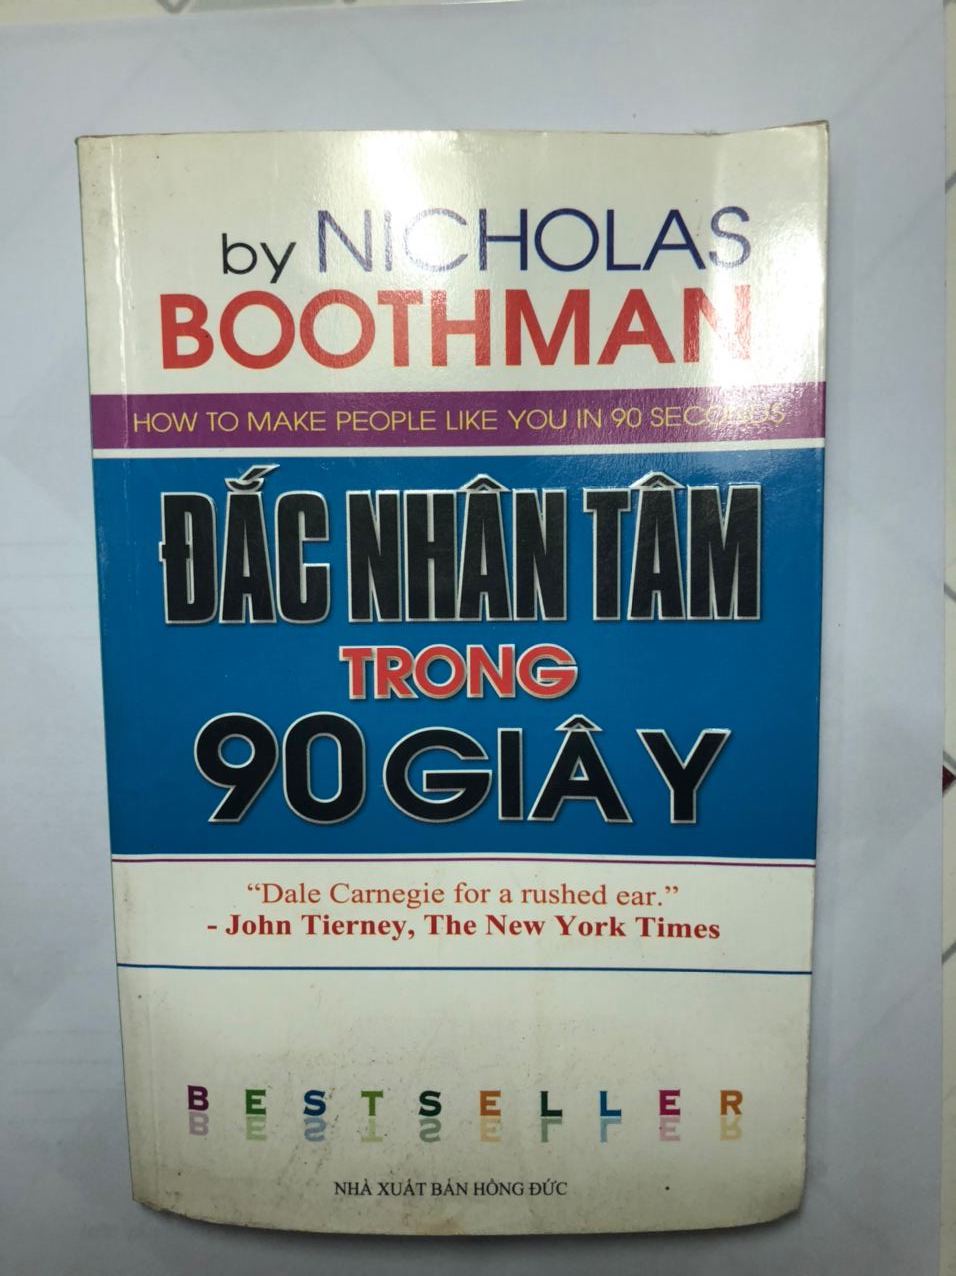 by NiCHOLAS
BOOTHMAN
HOW TO MAKE PEOPLE LIKE YOU IN 90 SECONDS
ĐẮC NHÂN TÂM
TRONG
90 GIÂY
“Dale Carnegie for a rushed ear.”
- John Tierney, The New York Times
BESTSELLER
NHÀ XUẤT BẢN HỒNG ĐỨC